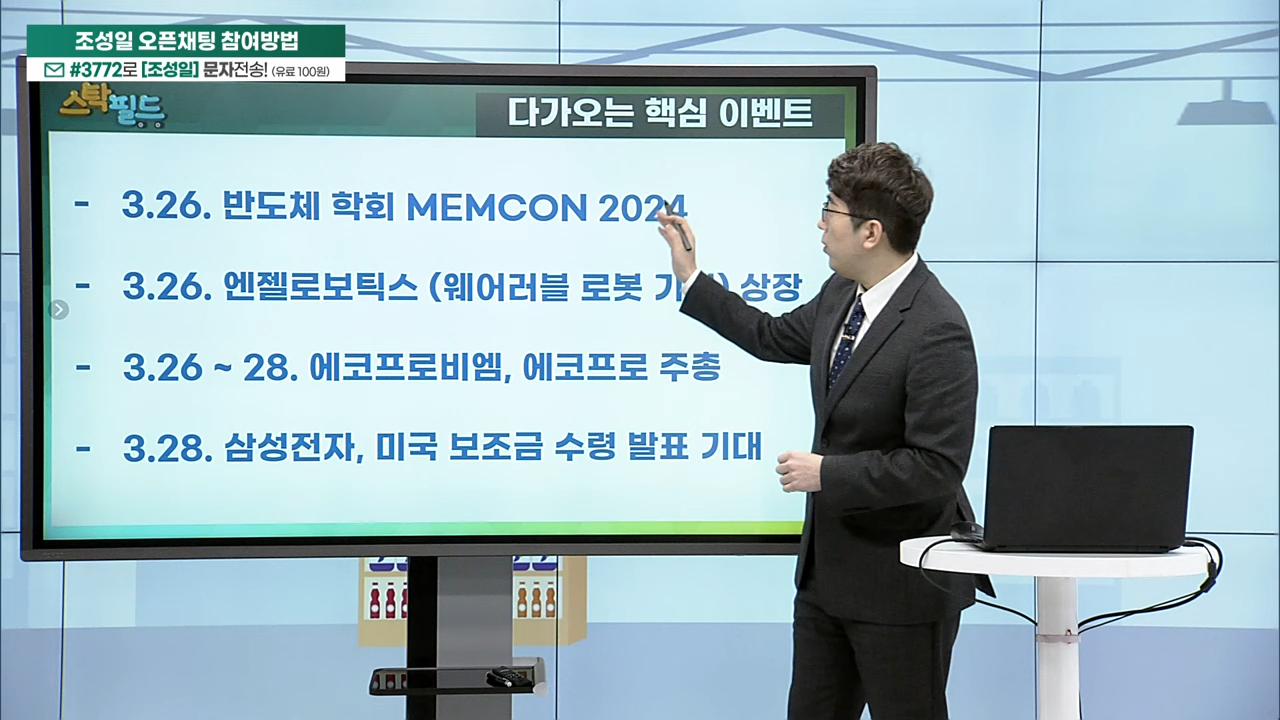 조성일 오픈채팅 참여방법
#3772로 [조성일] 문자전송! (유료 100원)
스탁필드
다가오는 핵심 이벤트
- 3.26. 반도체 학회 MEMCON 2024
- 3.26. 엔젤로보틱스 (웨어러블 로봇 ) 상장
- 3.26 ~ 28. 에코프로비엠, 에코프로 주총
- 3.28. 삼성전자, 미국 보조금 수령 발표 기대